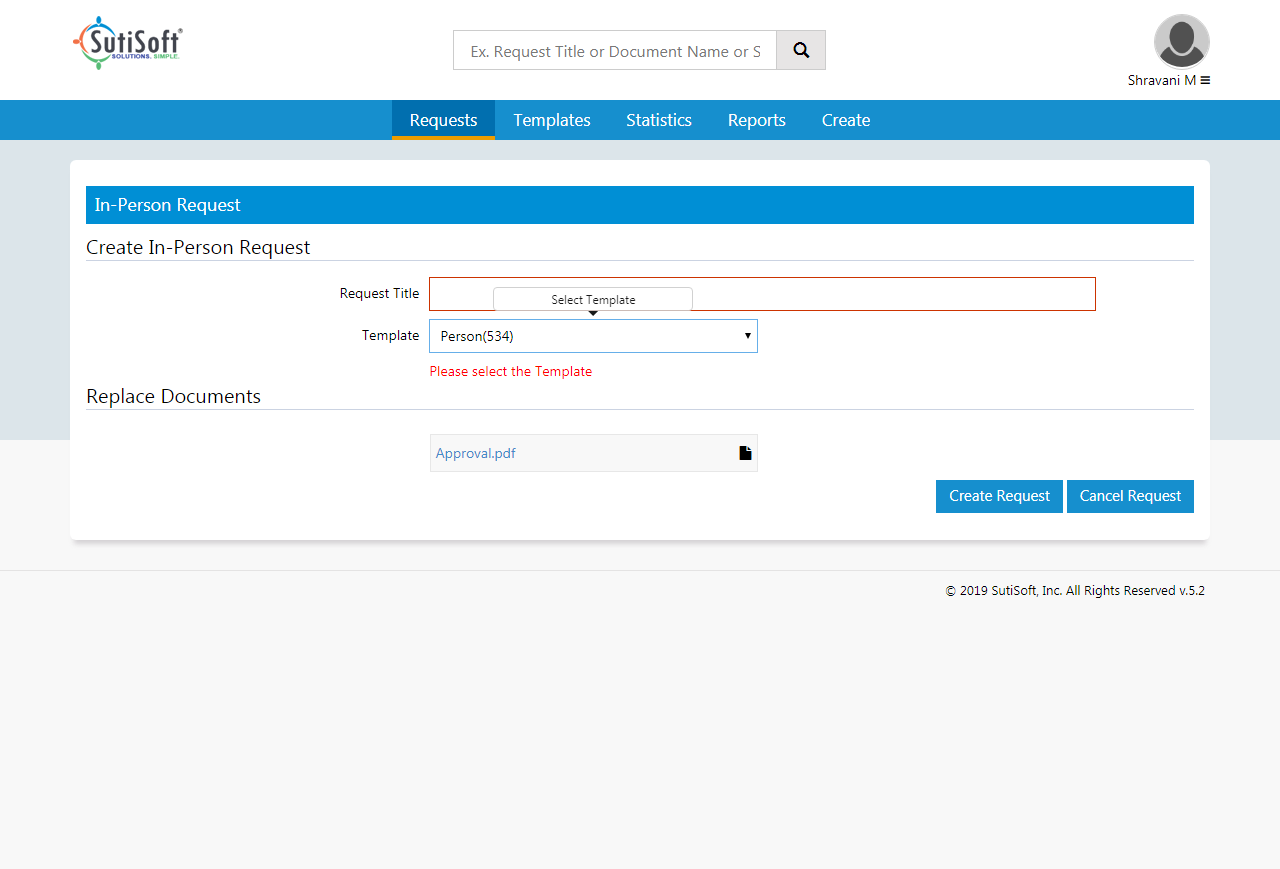 SutiSoft®
SOLUTIONS. SIMPLE.
Ex. Request Title or Document Name or S
Shravani M
Requests Templates Statistics Reports Create
In-Person Request
Create In-Person Request
Request Title
Select Template
Template Person(534)
Please select the Template
Replace Documents
Approval.pdf
Create Request Cancel Request
© 2019 SutiSoft, Inc. All Rights Reserved v.5.2